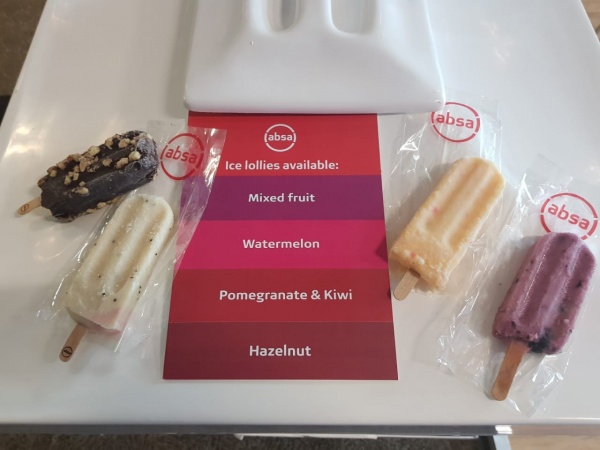 absa
Ice lollies available:
Mixed fruit
Watermelon
Pomegranate & Kiwi
Hazelnut
absa
absa
absa